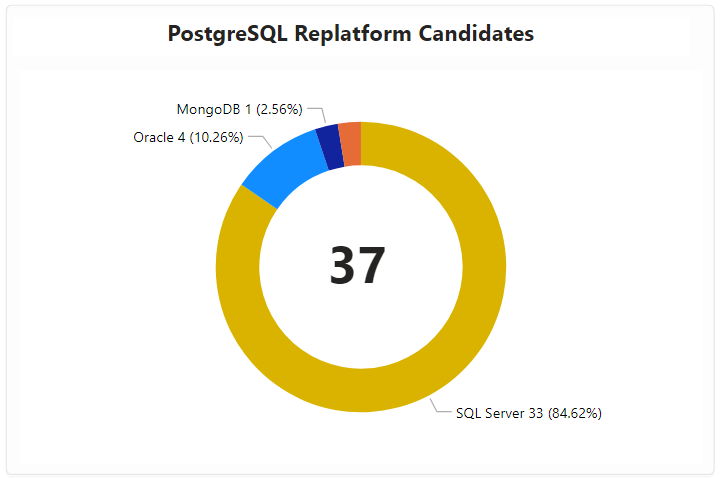 PostgreSQL Replatform Candidates
MongoDB 1 (2.56%)
Oracle 4 (10.26%)
37
SQL Server 33 (84.62%)